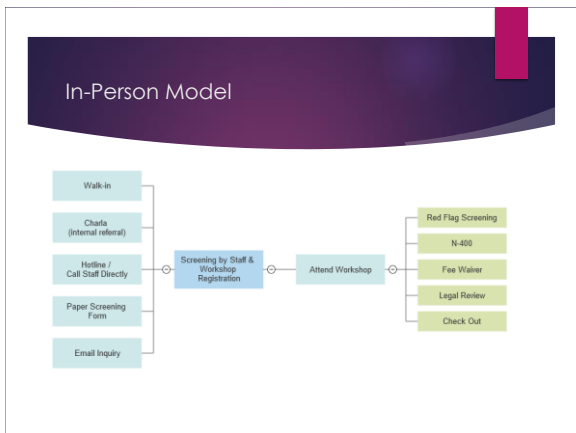 In-Person Model
Walk-in
Charla
(internal referral)
Hotline /
Call Staff Directly
Paper Screening
Form
Email Inquiry
Screening by Staff &
Workshop
Registration
Attend Workshop
Red Flag Screening
N-400
Fee Waiver
Legal Review
Check Out